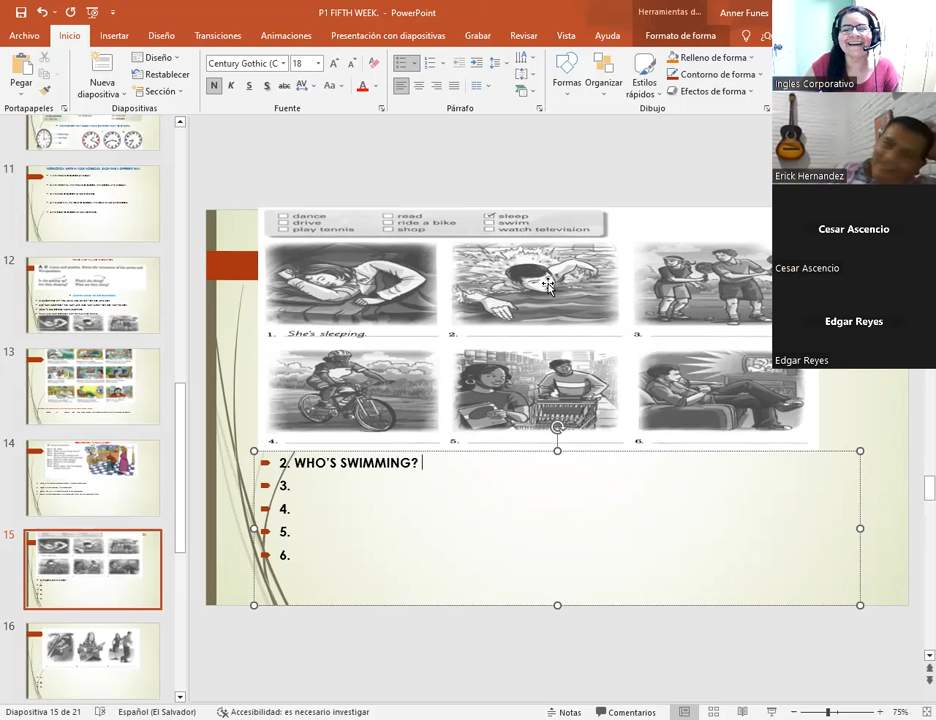 P1 FIFTH WEEK. - PowerPoint
Herramientas d...
Anner Funes
Archivo
Inicio
Insertar
Diseño
Transiciones
Animaciones
Presentación con diapositivas
Grabar
Revisar
Vista
Ayuda
Formato de forma
Pegar
Nueva diapositiva
Diseño
Restablecer
Sección
Century Gothic (C
18
N K S abc AV Aa A
Formas
Organizar
Estilos rápidos
Relleno de forma
Contorno de forma
Efectos de forma
Portapapeles
Diapositivas
Fuente
Párrafo
Dibujo
Ingles Corporativo
Erick Hernandez
Cesar Ascencio
Cesar Ascencio
Edgar Reyes
Edgar Reyes
11
12
13
14
15
16
dance read sleep
drive ride a bike swim
play tennis shop watch television
1. She's sleeping.
2.
3.
4.
5.
6.
2. WHO'S SWIMMING?
3.
4.
5.
6.
Diapositiva 15 de 21
Español (El Salvador)
Accesibilidad: es necesario investigar
Notas
Comentarios
75%